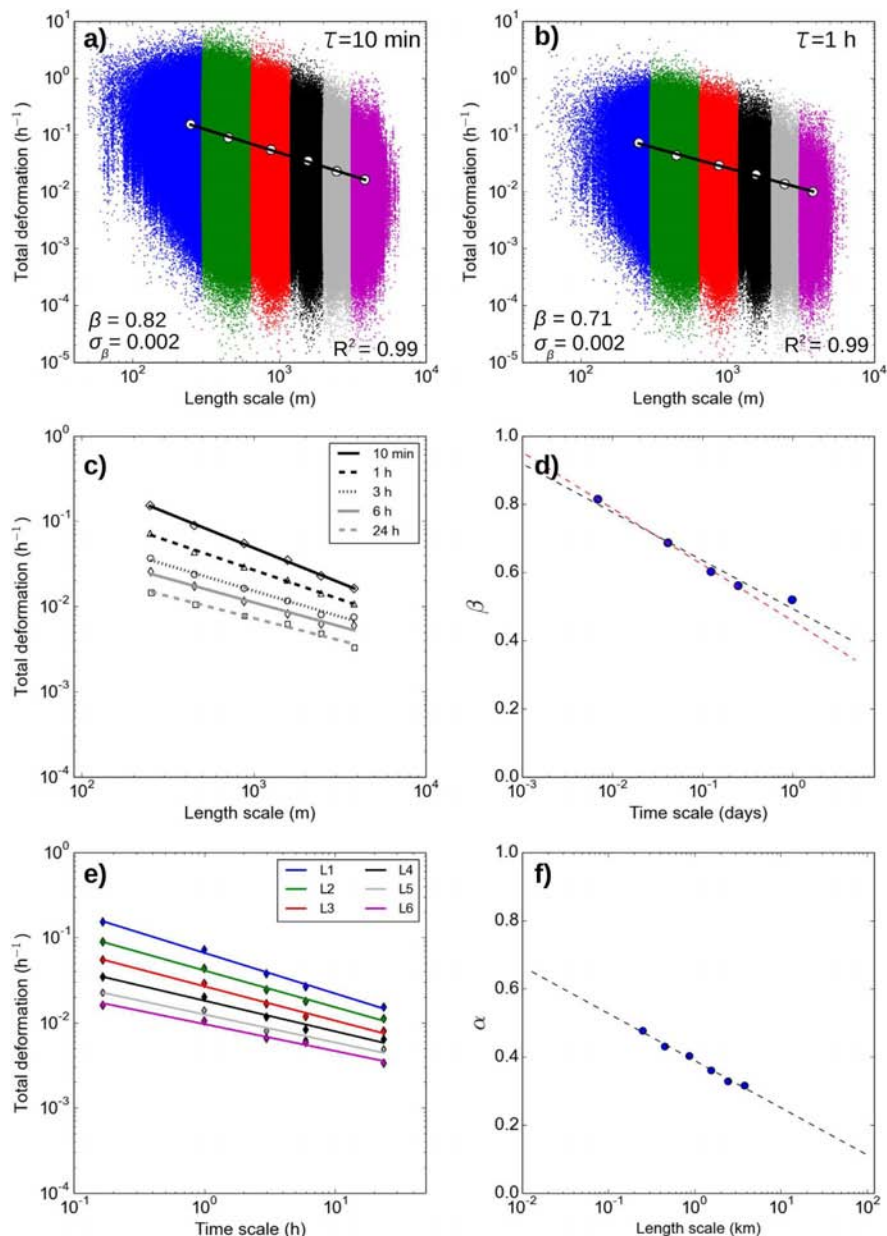 a)
τ=10 min
Total deformation (h⁻¹)
10¹
10⁰
10⁻¹
10⁻²
10⁻³
10⁻⁴
10⁻⁵
β = 0.82
σᵦ = 0.002
R² = 0.99
10² 10³ 10⁴
Length scale (m)
b)
τ=1 h
Total deformation (h⁻¹)
10¹
10⁰
10⁻¹
10⁻²
10⁻³
10⁻⁴
10⁻⁵
β = 0.71
σᵦ = 0.002
R² = 0.99
10² 10³ 10⁴
Length scale (m)
c)
Total deformation (h⁻¹)
10⁰
10⁻¹
10⁻²
10⁻³
10⁻⁴
10 min
1 h
3 h
6 h
24 h
10² 10³ 10⁴
Length scale (m)
d)
β
1.0
0.8
0.6
0.4
0.2
0.0
10⁻³ 10⁻² 10⁻¹ 10⁰
Time scale (days)
e)
Total deformation (h⁻¹)
10⁰
10⁻¹
10⁻²
10⁻³
10⁻⁴
L1 L4
L2 L5
L3 L6
10⁻¹ 10⁰ 10¹
Time scale (h)
f)
α
1.0
0.8
0.6
0.4
0.2
0.0
10⁻² 10⁻¹ 10⁰ 10¹ 10²
Length scale (km)